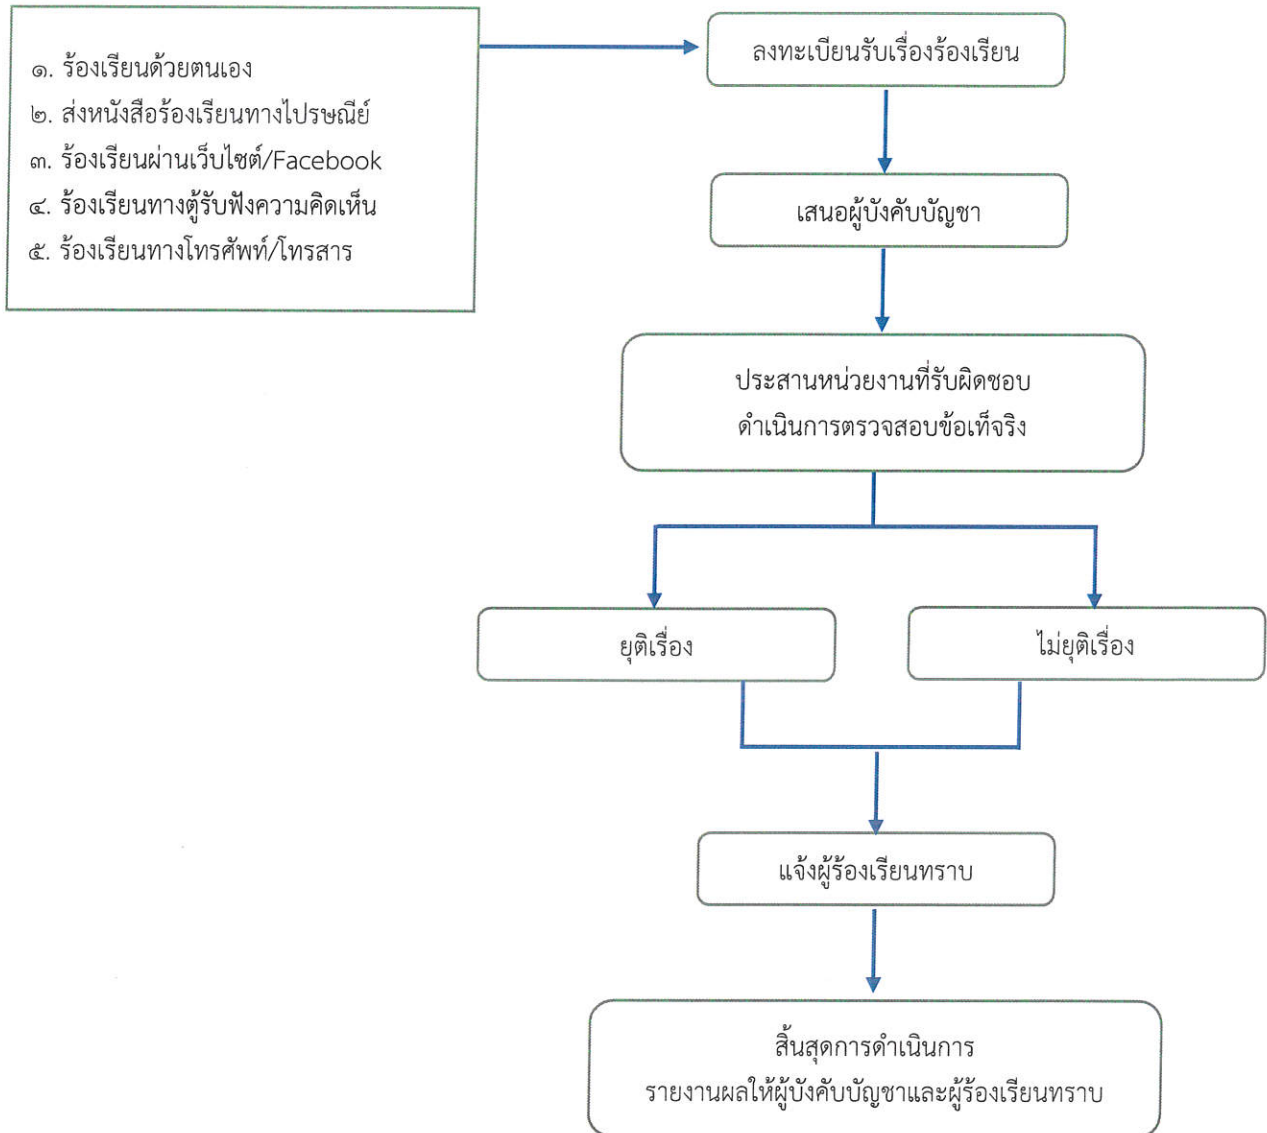 ๑. ร้องเรียนด้วยตนเอง
๒. ส่งหนังสือร้องเรียนทางไปรษณีย์
๓. ร้องเรียนผ่านเว็บไซต์/Facebook
๔. ร้องเรียนทางตู้รับฟังความคิดเห็น
๕. ร้องเรียนทางโทรศัพท์/โทรสาร
ลงทะเบียนรับเรื่องร้องเรียน
เสนอผู้บังคับบัญชา
ประสานหน่วยงานที่รับผิดชอบ
ดำเนินการตรวจสอบข้อเท็จจริง
ยุติเรื่อง
ไม่ยุติเรื่อง
แจ้งผู้ร้องเรียนทราบ
สิ้นสุดการดำเนินการ
รายงานผลให้ผู้บังคับบัญชาและผู้ร้องเรียนทราบ